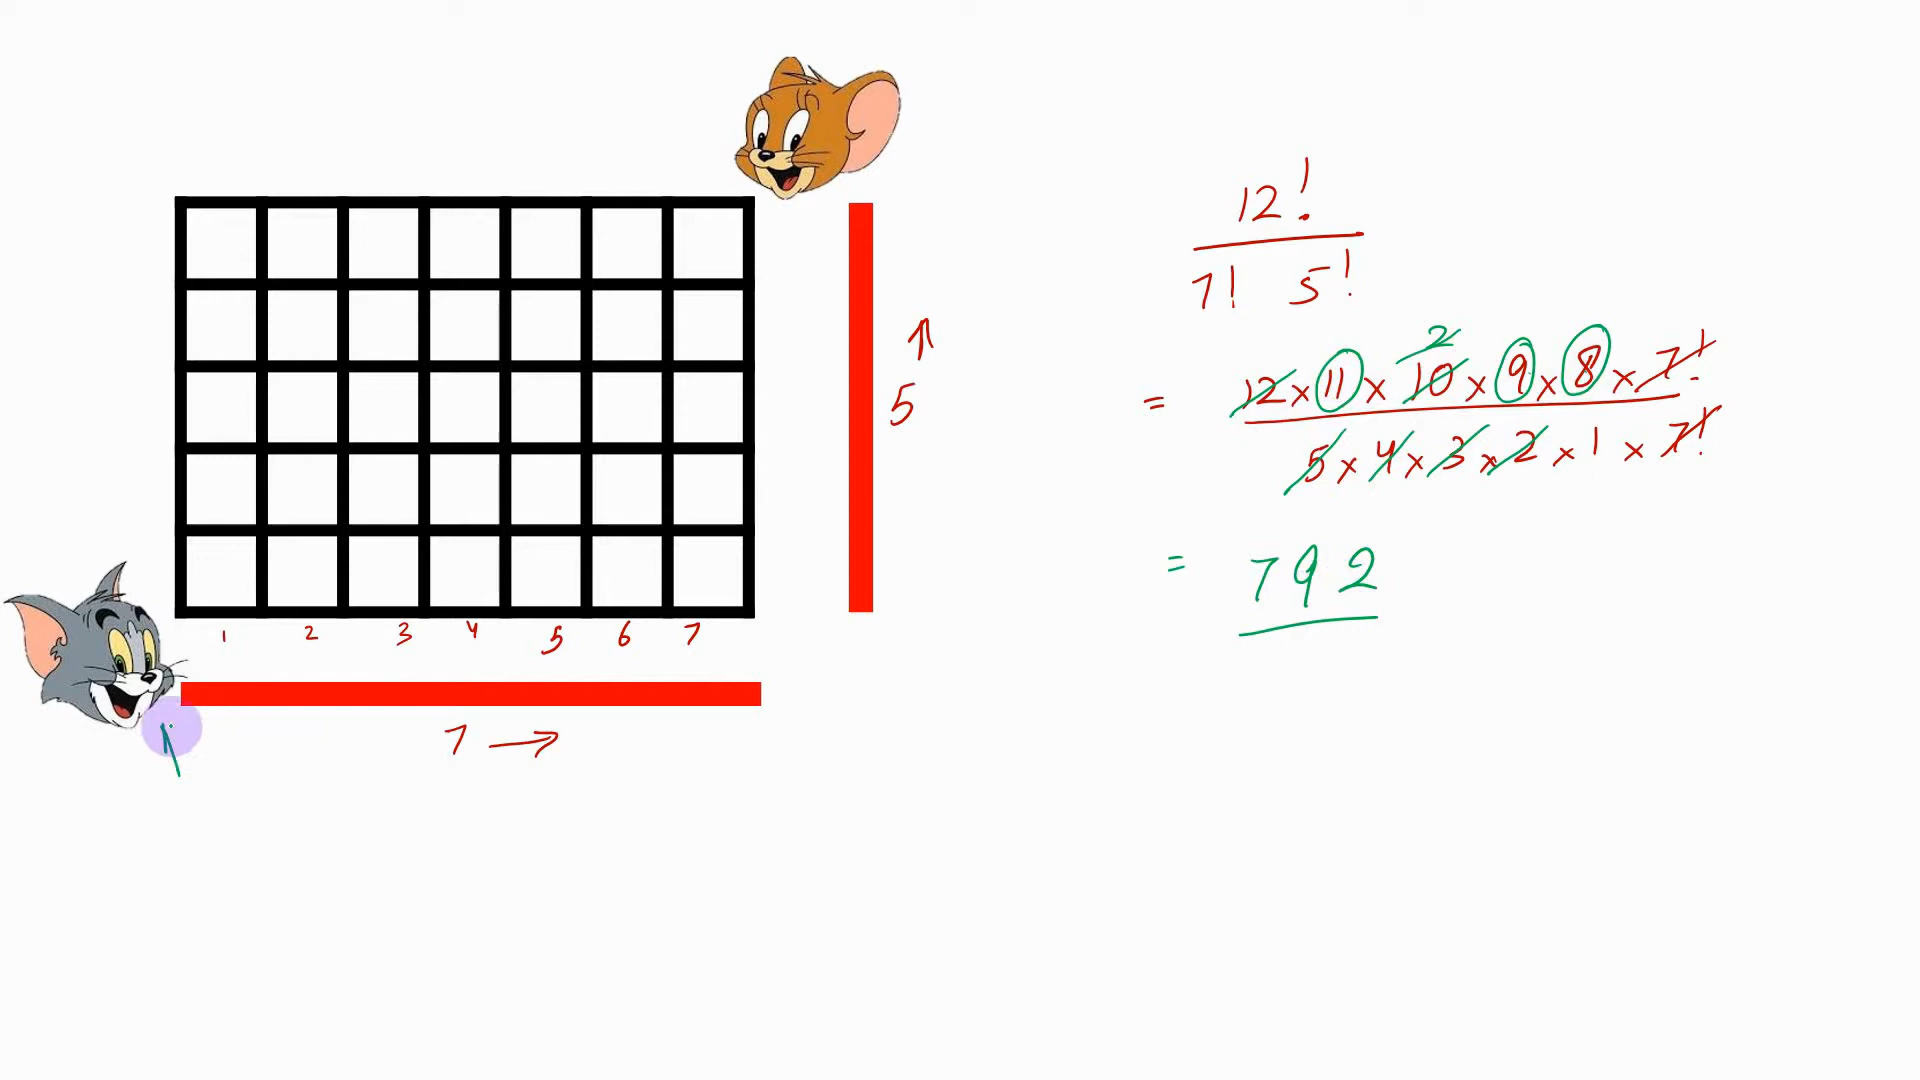 12!
7! 5!
= 12 × 11 × 10 × 9 × 8 × 7!
2
5 × 4 × 3 × 2 × 1 × 7!
= 792
5 ↑
1 2 3 4 5 6 7
7 →